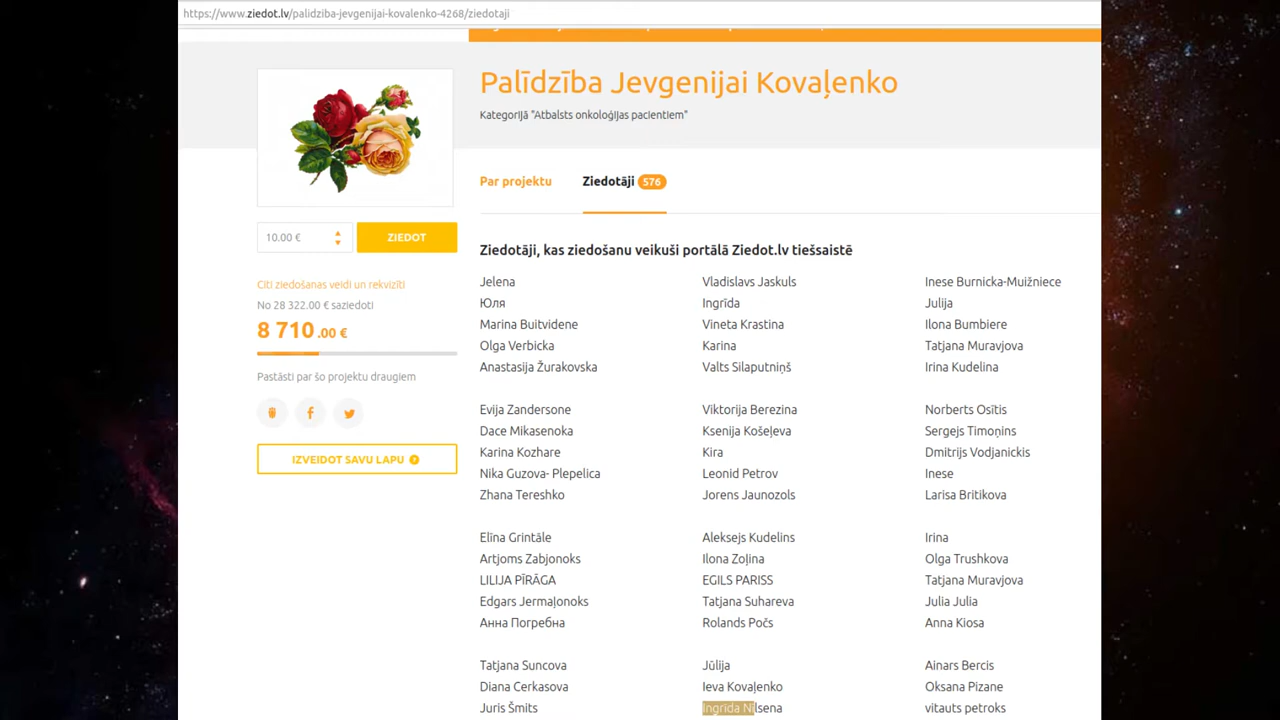 https://www.ziedot.lv/palidziba-jevgenijai-kovalenko-4268/ziedotaji
Palīdzība Jevgenijai Kovaļenko
Kategorijā "Atbalsts onkoloģijas pacientiem"
Par projektu
Ziedotāji 576
10.00 €
ZIEDOT
Citi ziedošanas veidi un rekvizīti
No 28 322.00 € saziedoti
8 710 .00 €
Pastāsti par šo projektu draugiem
IZVEIDOT SAVU LAPU ?
Ziedotāji, kas ziedošanu veikuši portālā Ziedot.lv tiešsaistē
Jelena
Юля
Marina Buitvidene
Olga Verbicka
Anastasija Žurakovska
Evija Zandersone
Dace Mikasenoka
Karina Kozhare
Nika Guzova- Plepelica
Zhana Tereshko
Elīna Grintāle
Artjoms Zabjonoks
LILIJA PĪRĀGA
Edgars Jermaļonoks
Анна Погребна
Tatjana Suncova
Diana Cerkasova
Juris Šmits
Vladislavs Jaskuls
Ingrīda
Vineta Krastina
Karina
Valts Silaputniņš
Viktorija Berezina
Ksenija Košeļeva
Kira
Leonid Petrov
Jorens Jaunozols
Aleksejs Kudelins
Ilona Zoļina
EGILS PARISS
Tatjana Suhareva
Rolands Počs
Jūlija
Ieva Kovaļenko
Ingrida Nilsena
Inese Burnicka-Muižniece
Julija
Ilona Bumbiere
Tatjana Muravjova
Irina Kudelina
Norberts Osītis
Sergejs Timoņins
Dmitrijs Vodjanickis
Inese
Larisa Britikova
Irina
Olga Trushkova
Tatjana Muravjova
Julia Julia
Anna Kiosa
Ainars Bercis
Oksana Pizane
vitauts petroks